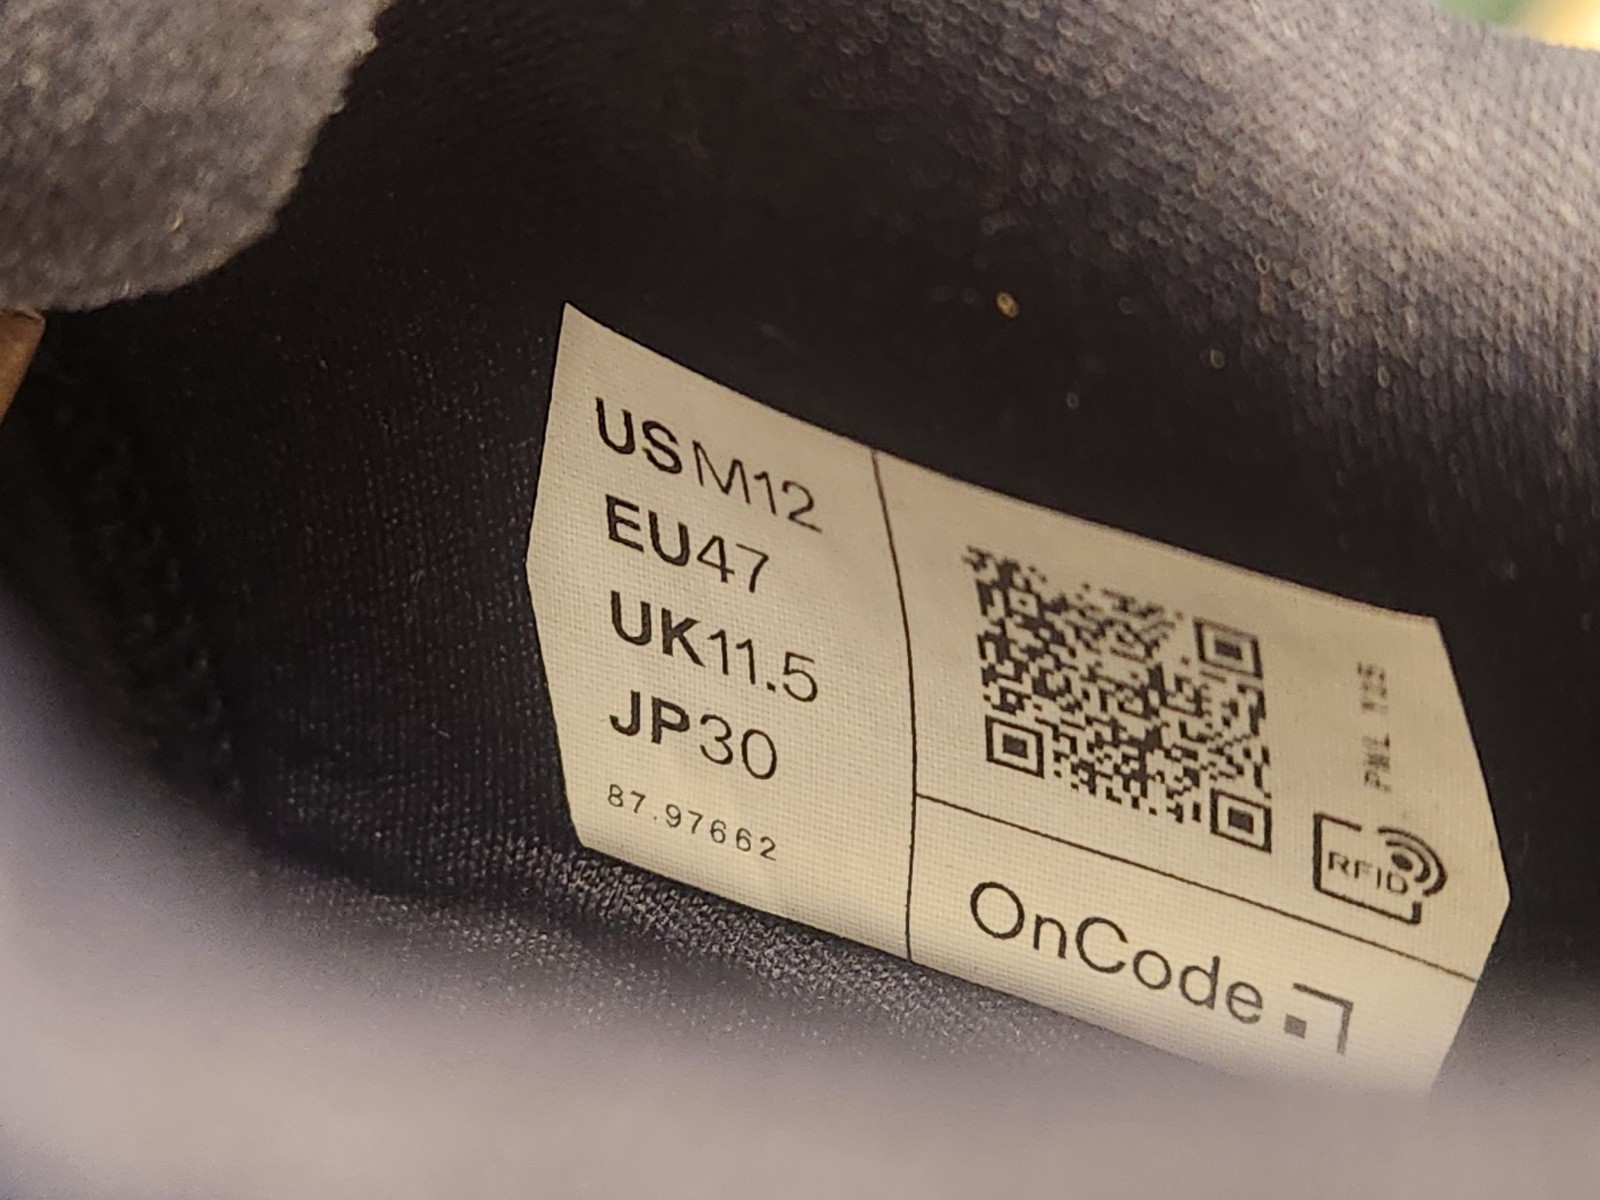 USM12
EU47
UK11.5
JP30
87.97662
RFID
OnCode